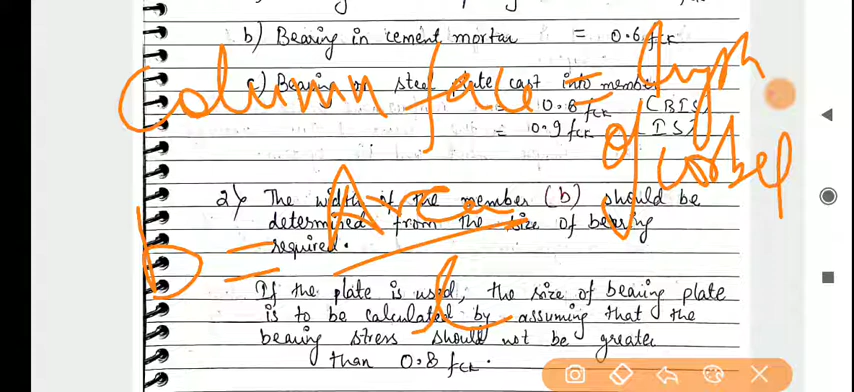 b) Bearing in cement mortar = 0.6 fck
c) Bearing on steel plate cast into member
= 0.8 fck (BIS)
= 0.9 fck (IS)
column face = length
of corbel
2) The width of the member (b) should be
determined from the size of bearing
required.
b = Area
l
If the plate is used, the size of bearing plate
is to be calculated by assuming that the
bearing stress should not be greater
than 0.8 fck.